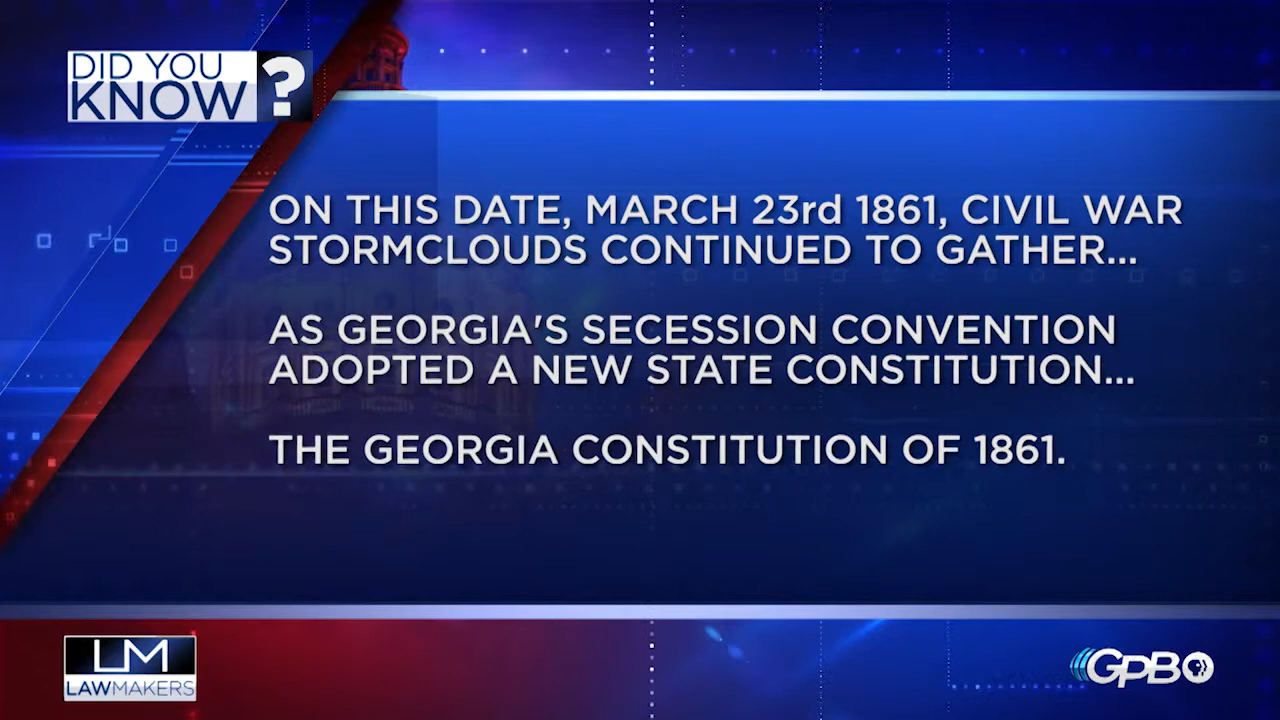 DID YOU
KNOW?
ON THIS DATE, MARCH 23rd 1861, CIVIL WAR
STORMCLOUDS CONTINUED TO GATHER...
AS GEORGIA'S SECESSION CONVENTION
ADOPTED A NEW STATE CONSTITUTION...
THE GEORGIA CONSTITUTION OF 1861.
LM
LAWMAKERS
GPB